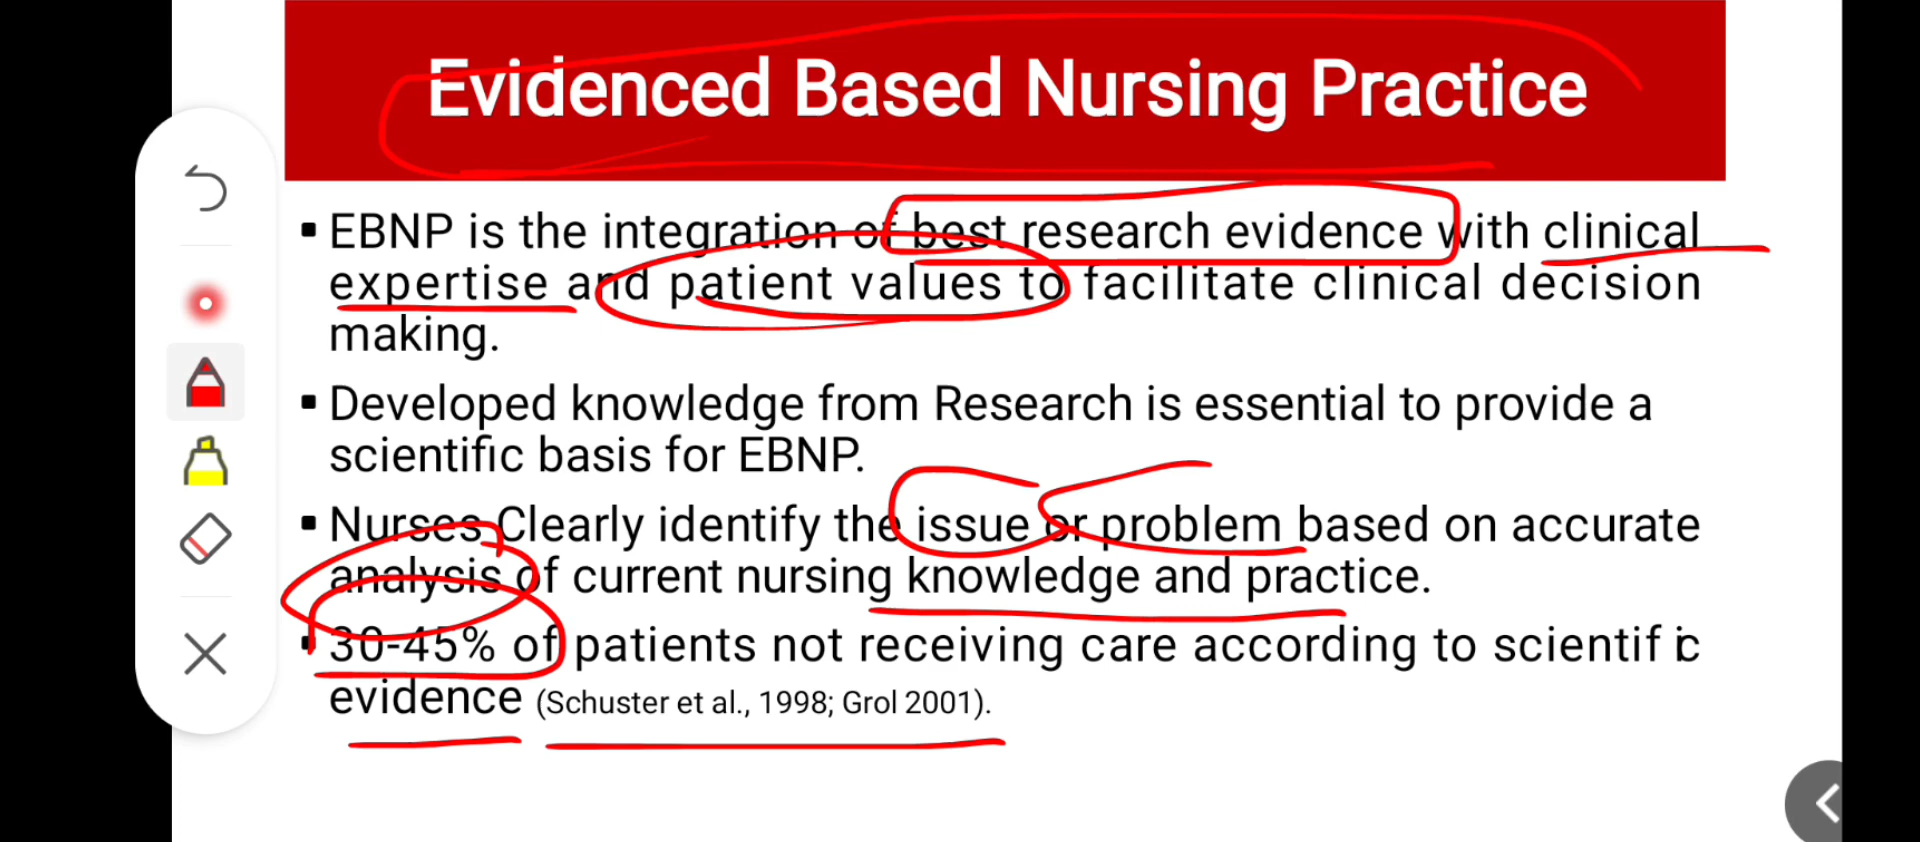 Evidenced Based Nursing Practice
▪ EBNP is the integration of best research evidence with clinical
expertise and patient values to facilitate clinical decision
making.
▪ Developed knowledge from Research is essential to provide a
scientific basis for EBNP.
▪ Nurses Clearly identify the issue or problem based on accurate
analysis of current nursing knowledge and practice.
▪ 30-45% of patients not receiving care according to scientific
evidence (Schuster et al., 1998; Grol 2001).